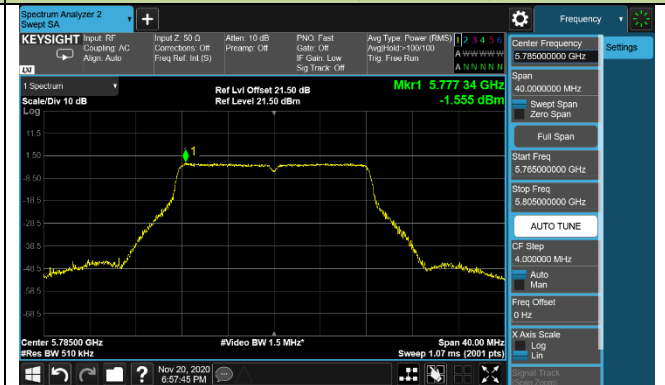 Spectrum Analyzer 2
Swept SA
Frequency
KEYSIGHT
Input: RF
Coupling: AC
Align: Auto
Input Z: 50 Ω
Corrections: Off
Freq Ref: Int (S)
Atten: 10 dB
Preamp: Off
PNO: Fast
Gate: Off
IF Gain: Low
Sig Track: Off
Avg Type: Power (RMS)
Avg|Hold:>100/100
Trig: Free Run
1 2 3 4 5 6
A W W W W W
A N N N N N
LXI
1 Spectrum
Scale/Div 10 dB
Log
Ref Lvl Offset 21.50 dB
Ref Level 21.50 dBm
Mkr1 5.777 34 GHz
-1.555 dBm
11.5
1.50
-8.50
-18.5
-28.5
-38.5
-48.5
-58.5
-68.5
1
Center 5.78500 GHz
#Res BW 510 kHz
#Video BW 1.5 MHz*
Span 40.00 MHz
Sweep 1.07 ms (2001 pts)
Center Frequency
5.785000000 GHz
Settings
Span
40.0000000 MHz
Swept Span
Zero Span
Full Span
Start Freq
5.765000000 GHz
Stop Freq
5.805000000 GHz
AUTO TUNE
CF Step
4.000000 MHz
Auto
Man
Freq Offset
0 Hz
X Axis Scale
Log
Lin
Signal Track
(Span Zoom)
?
Nov 20, 2020
6:57:45 PM